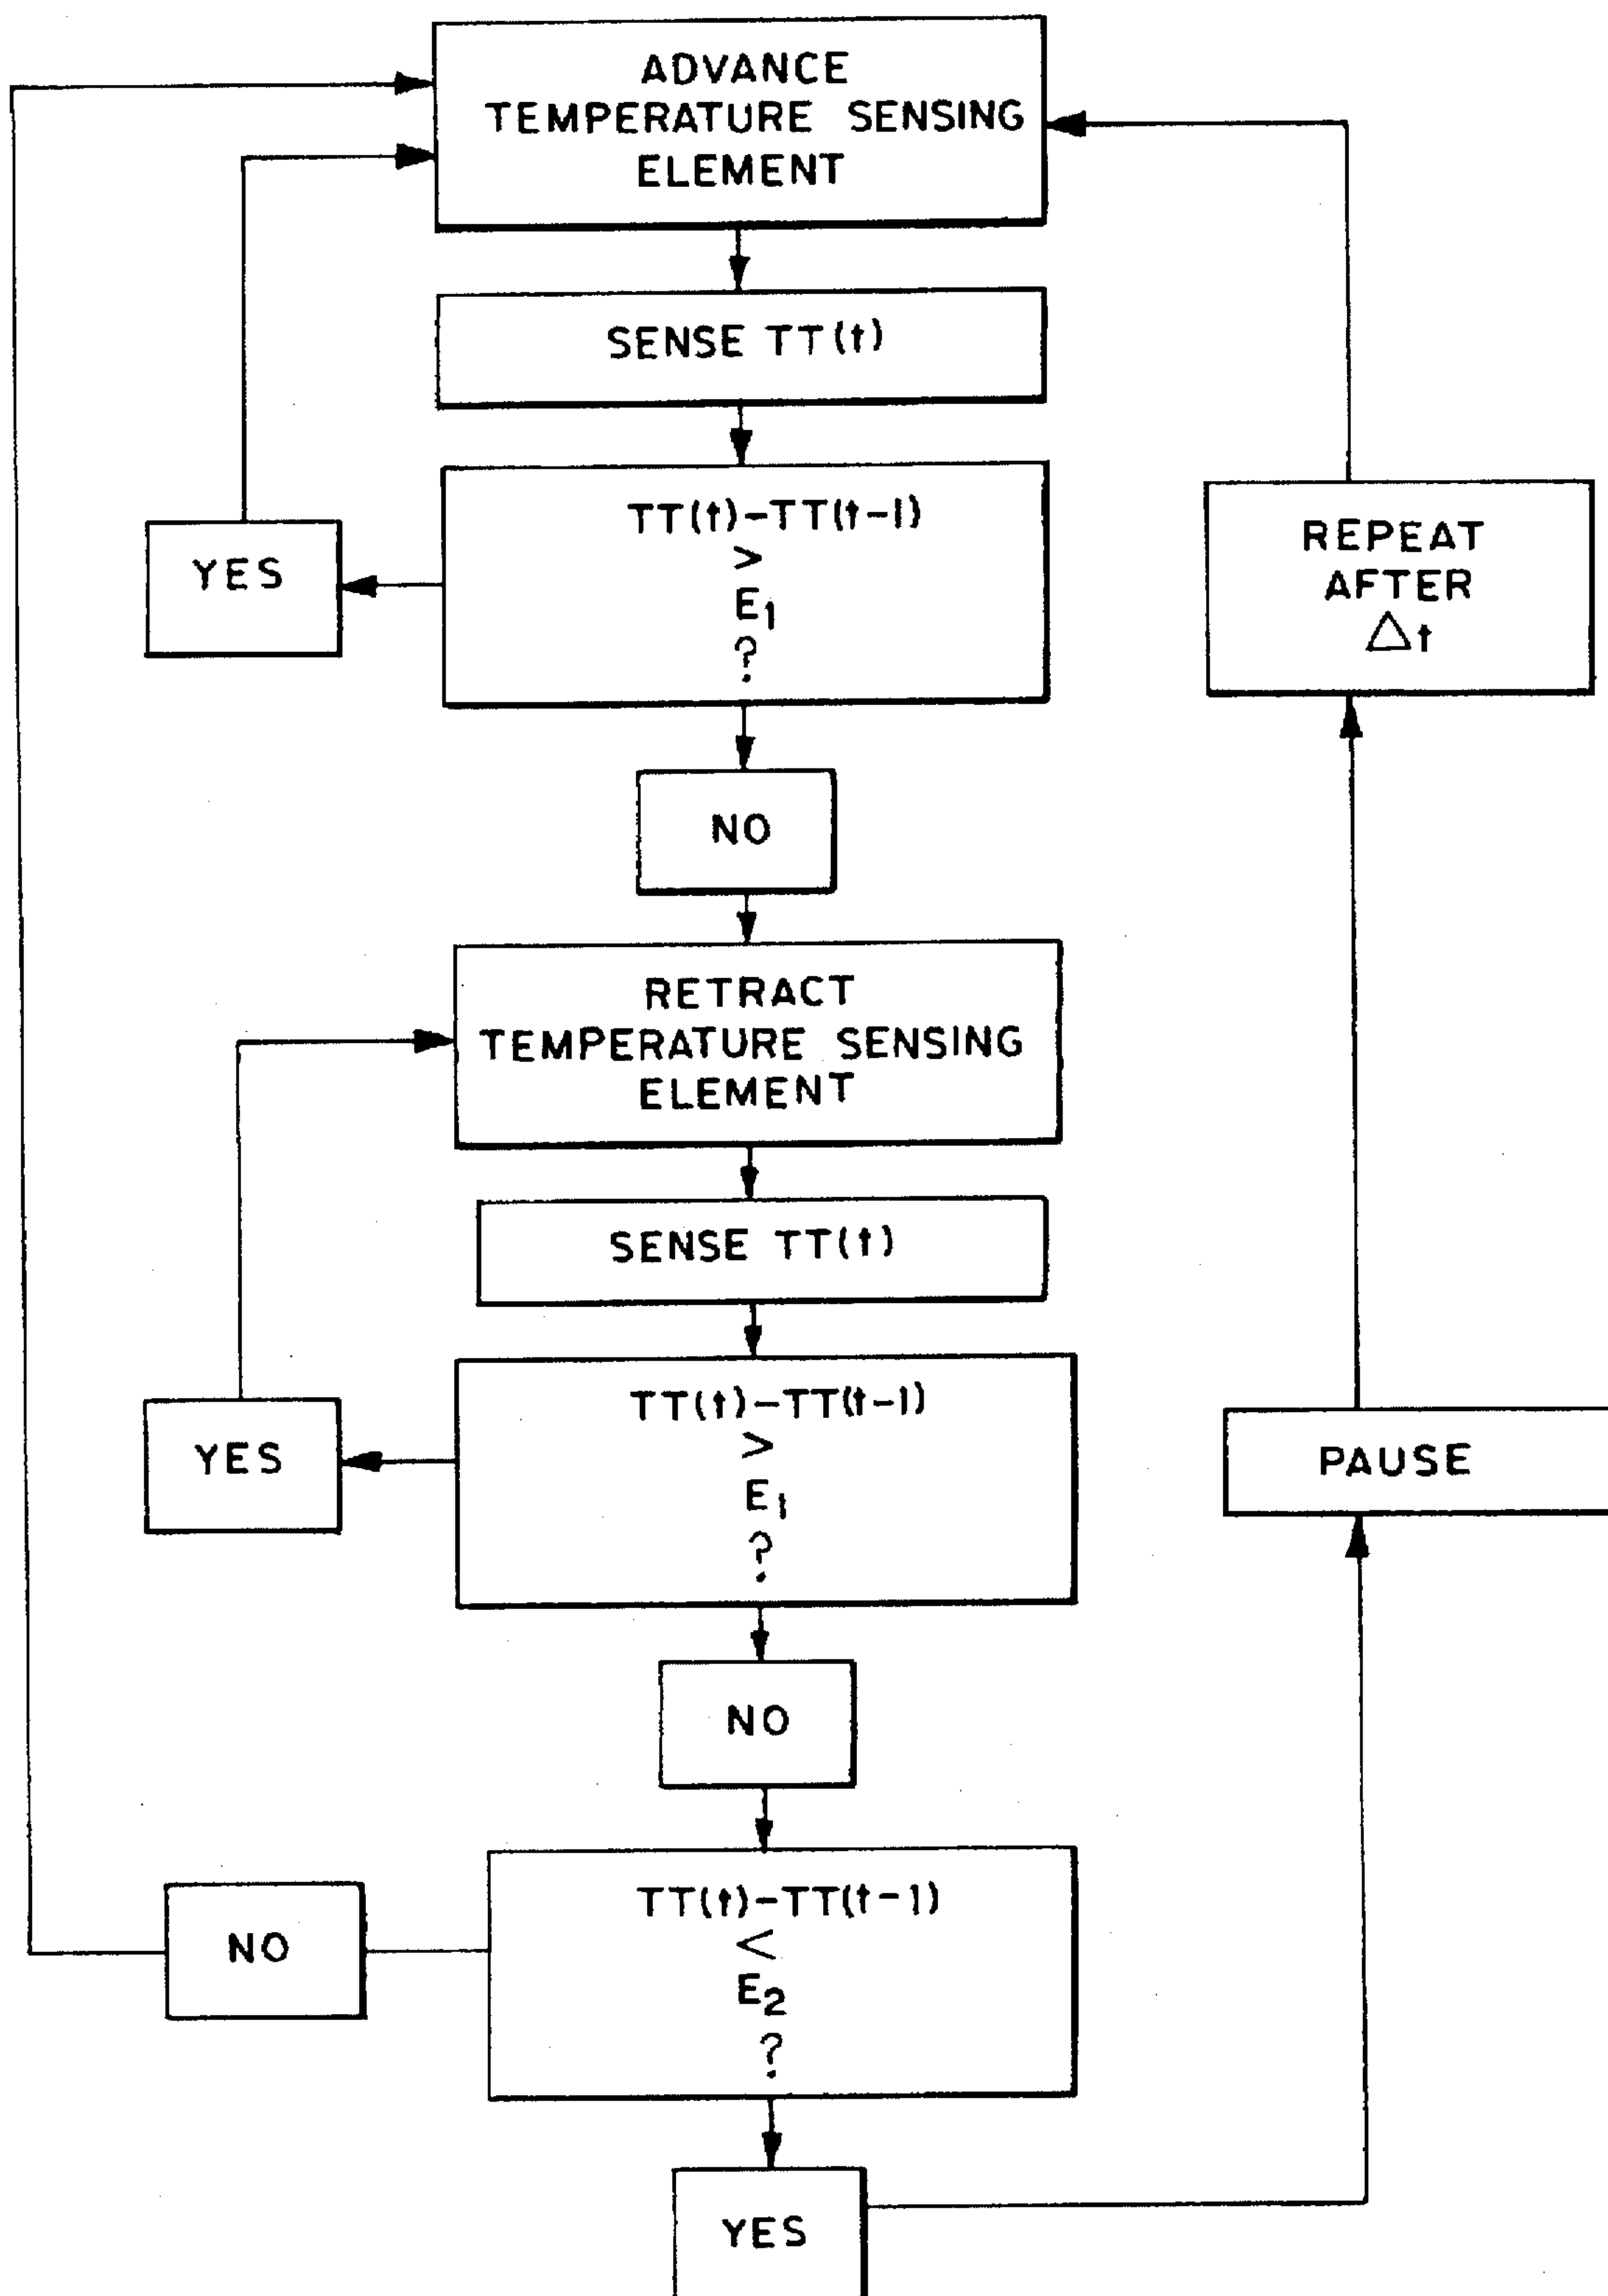 ADVANCE
TEMPERATURE SENSING
ELEMENT
SENSE TT(t)
TT(t)-TT(t-1)
>
E₁
?
YES
REPEAT
AFTER
△t
NO
RETRACT
TEMPERATURE SENSING
ELEMENT
SENSE TT(t)
TT(t)-TT(t-1)
>
E₁
?
YES
PAUSE
NO
TT(t)-TT(t-1)
<
E₂
?
NO
YES